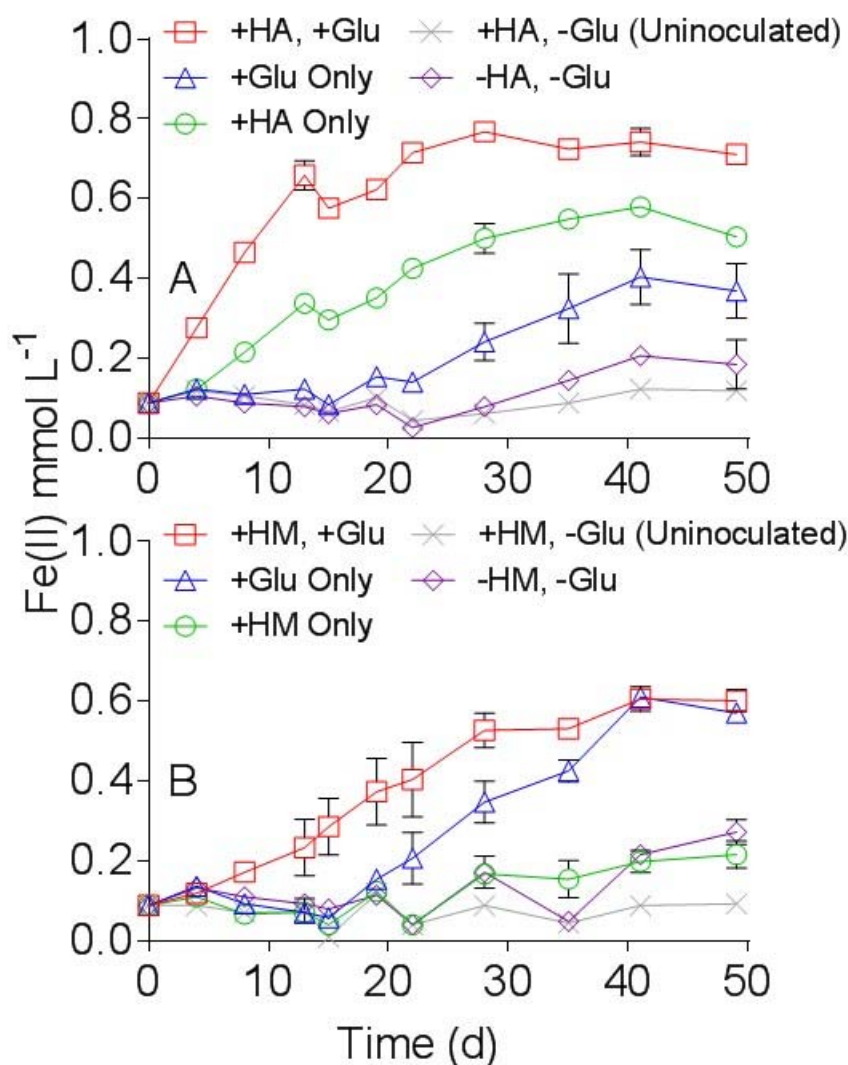 1.0
+HA, +Glu
+HA, -Glu (Uninoculated)
+Glu Only
-HA, -Glu
0.8
+HA Only
0.6
0.4
A
0.2
0.0
0 10 20 30 40 50
Fe(II) mmol L⁻¹
1.0
+HM, +Glu
+HM, -Glu (Uninoculated)
+Glu Only
-HM, -Glu
0.8
+HM Only
0.6
0.4
B
0.2
0.0
0 10 20 30 40 50
Time (d)